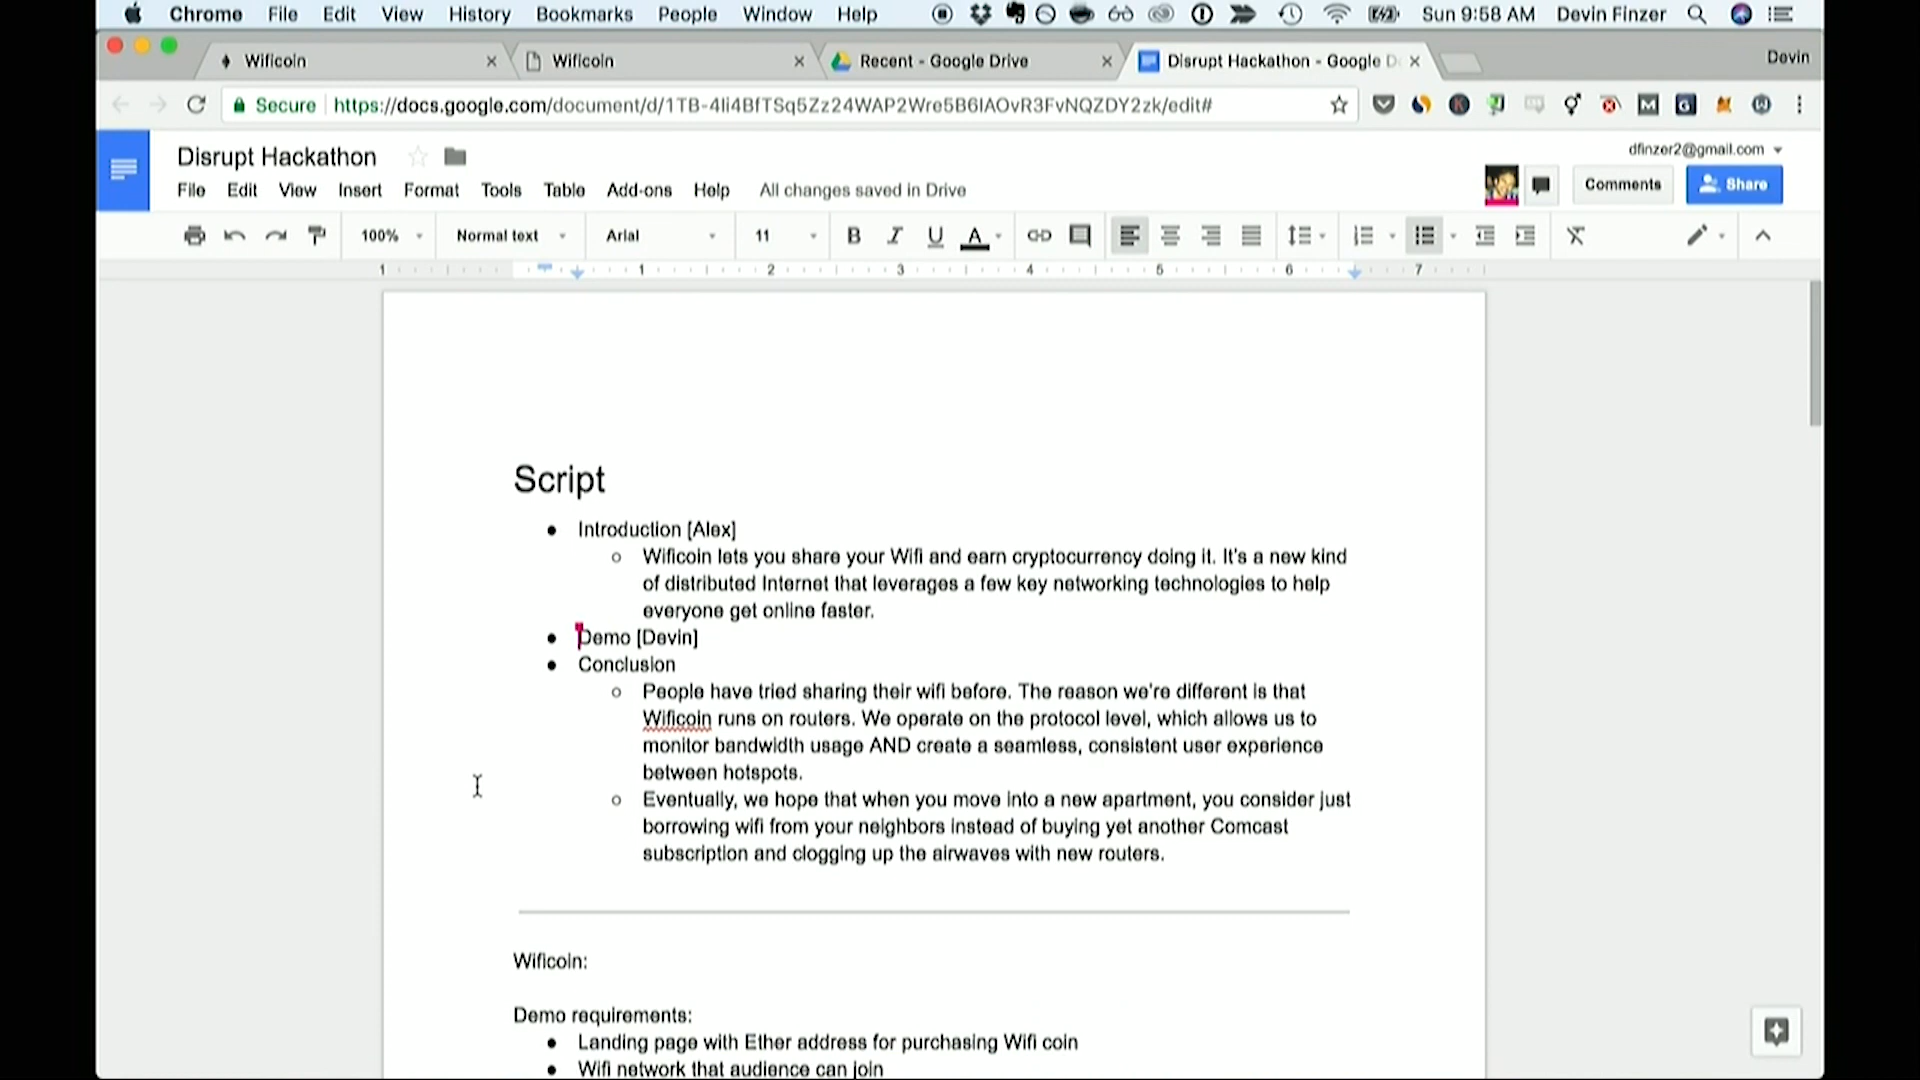 Chrome File Edit View History Bookmarks People Window Help Sun 9:58 AM Devin Finzer
Wificoin Wificoin Recent - Google Drive Disrupt Hackathon - Google D Devin
Secure https://docs.google.com/document/d/1TB-4li4BfTSq5Zz24WAP2Wre5B6IAOvR3FvNQZDY2zk/edit#
Disrupt Hackathon dfinzer2@gmail.com
File Edit View Insert Format Tools Table Add-ons Help All changes saved in Drive Comments Share
100% Normal text Arial 11 B I U A
1 1 2 3 4 5 6 7
Script
● Introduction [Alex]
○ Wificoin lets you share your Wifi and earn cryptocurrency doing it. It's a new kind
of distributed Internet that leverages a few key networking technologies to help
everyone get online faster.
● Demo [Devin]
● Conclusion
○ People have tried sharing their wifi before. The reason we're different is that
Wificoin runs on routers. We operate on the protocol level, which allows us to
monitor bandwidth usage AND create a seamless, consistent user experience
between hotspots.
○ Eventually, we hope that when you move into a new apartment, you consider just
borrowing wifi from your neighbors instead of buying yet another Comcast
subscription and clogging up the airwaves with new routers.
Wificoin:
Demo requirements:
● Landing page with Ether address for purchasing Wifi coin
● Wifi network that audience can join